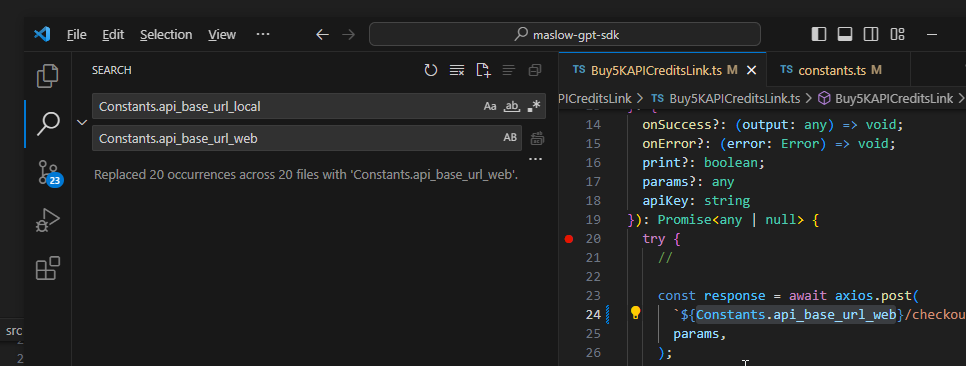 File Edit Selection View ··· maslow-gpt-sdk
SEARCH
Constants.api_base_url_local Aa ab .*
Constants.api_base_url_web AB
···
Replaced 20 occurrences across 20 files with 'Constants.api_base_url_web'.
23
src
2
2
TS Buy5KAPICreditsLink.ts M × TS constants.ts M
PICreditsLink > TS Buy5KAPICreditsLink.ts > Buy5KAPICreditsLink >
14 onSuccess?: (output: any) => void;
15 onError?: (error: Error) => void;
16 print?: boolean;
17 params?: any
18 apiKey: string
19 }): Promise<any | null> {
20 try {
21 //
22
23 const response = await axios.post(
24 `${Constants.api_base_url_web}/checkou
25 params,
26 );